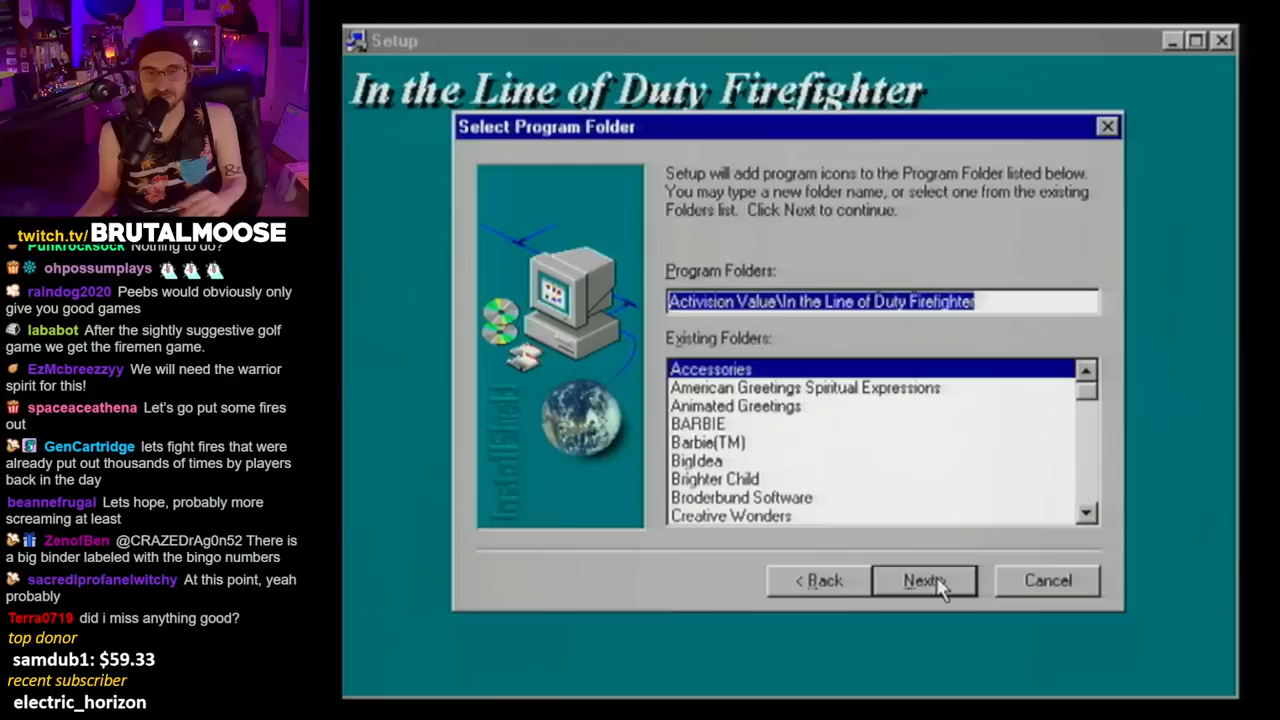 Setup
In the Line of Duty Firefighter
Select Program Folder
Setup will add program icons to the Program Folder listed below.
You may type a new folder name, or select one from the existing
Folders list. Click Next to continue.
Program Folders:
Activision Value\In the Line of Duty Firefighter
Existing Folders:
Accessories
American Greetings Spiritual Expressions
Animated Greetings
BARBIE
Barbie(TM)
BigIdea
Brighter Child
Broderbund Software
Creative Wonders
InstallShield
< Back
Next
Cancel
twitch.tv/BRUTALMOOSE
Punkrocksock Nothing to do?
ohpossumplays
raindog2020 Peebs would obviously only
give you good games
lababot After the sightly suggestive golf
game we get the firemen game.
EzMcbreezzyy We will need the warrior
spirit for this!
spaceaceathena Let's go put some fires
out
GenCartridge lets fight fires that were
already put out thousands of times by players
back in the day
beannefrugal Lets hope, probably more
screaming at least
ZenofBen @CRAZEDrAg0n52 There is
a big binder labeled with the bingo numbers
sacredlprofanelwitchy At this point, yeah
probably
Terra0719 did i miss anything good?
top donor
samdub1: $59.33
recent subscriber
electric_horizon